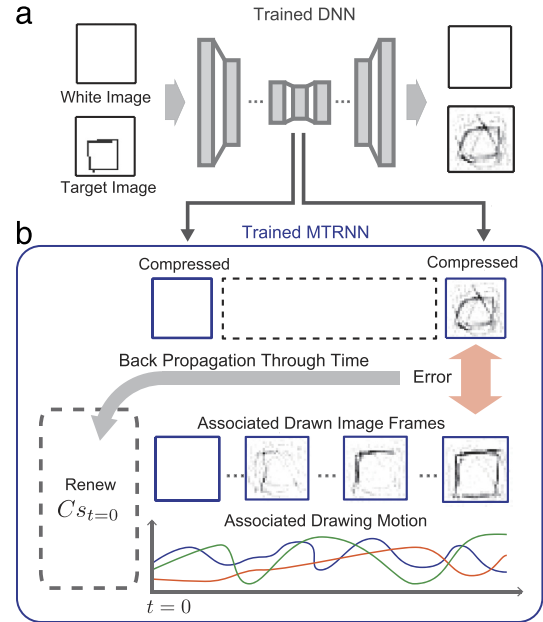 a
Trained DNN
White Image
Target Image
...
...
b
Trained MTRNN
Compressed
Compressed
Back Propagation Through Time
Error
Associated Drawn Image Frames
Renew
Cs_{t=0}
...
...
...
Associated Drawing Motion
t = 0